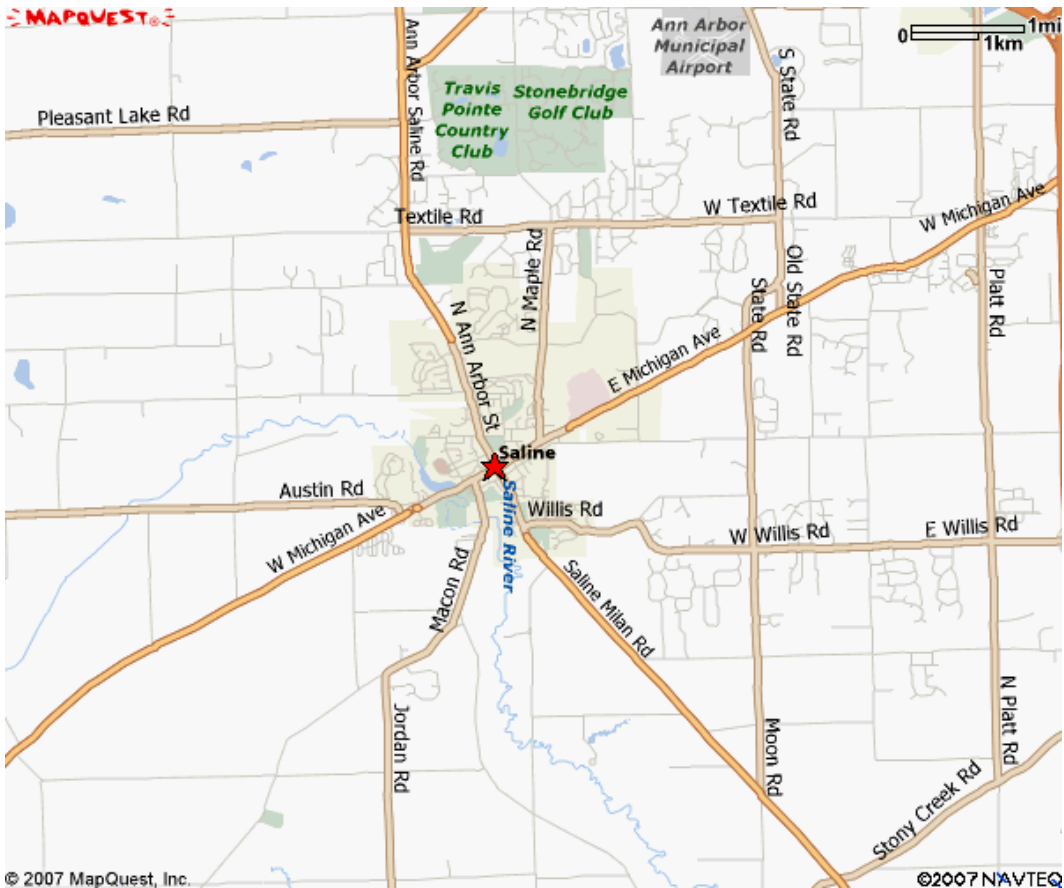 MAPQUEST®
Ann Arbor Saline Rd
Ann Arbor
Municipal
Airport
0
1mi
1km
S State Rd
Travis
Pointe
Country
Club
Stonebridge
Golf Club
Pleasant Lake Rd
Textile Rd
W Textile Rd
W Michigan Ave
N Maple Rd
Old State Rd
State Rd
Platt Rd
N Ann Arbor St
E Michigan Ave
Saline
Saline River
Austin Rd
W Michigan Ave
Willis Rd
W Willis Rd
E Willis Rd
Macon Rd
Saline Milan Rd
Jordan Rd
Moon Rd
N Platt Rd
Stony Creek Rd
© 2007 MapQuest, Inc.
©2007 NAVTEQ